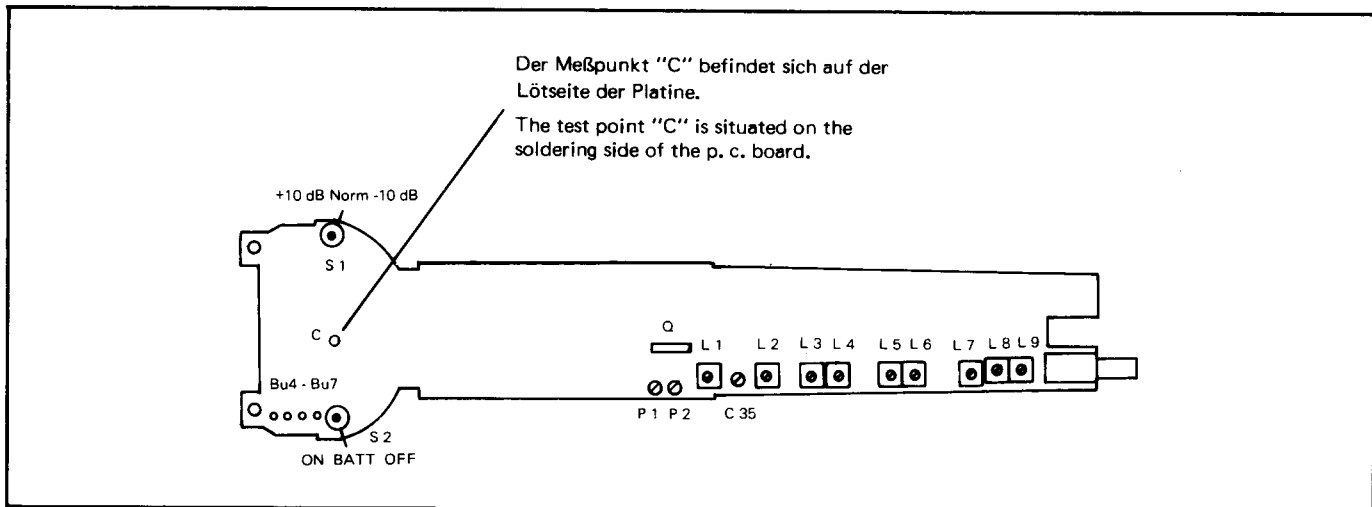 Der Meßpunkt "C" befindet sich auf der
Lötseite der Platine.
The test point "C" is situated on the
soldering side of the p. c. board.
+10 dB Norm -10 dB
S 1
C
Q
L 1 L 2 L 3 L 4 L 5 L 6 L 7 L 8 L 9
Bu4 - Bu7
P 1 P 2 C 35
S 2
ON BATT OFF